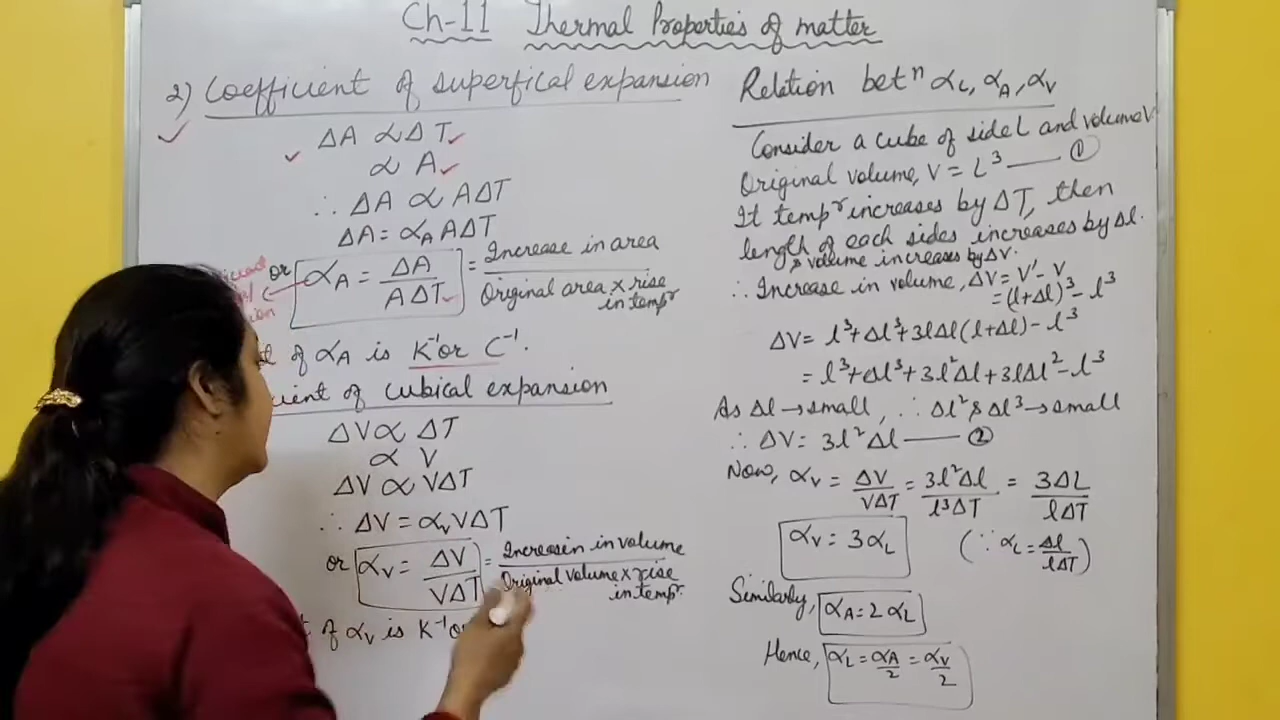 Ch-11 Thermal Properties of matter
2) Coefficient of superfical expansion
ΔA ∝ Δ T
∝ A
∴ ΔA ∝ AΔT
ΔA = α_A AΔT
or α_A = ΔA / AΔT = Increase in area / Original area × rise in tempr
of α_A is K⁻¹ or C⁻¹.
of cubical expansion
ΔV ∝ ΔT
∝ V
ΔV ∝ VΔT
∴ ΔV = α_v VΔT
or α_v = ΔV / VΔT = Increasein in volume / Original volume × rise in tempr.
of α_v is K⁻¹ or
Relation betn α_L, α_A, α_V
Consider a cube of side L and volume V
Original volume, V = L³ —— ①
If tempr increases by ΔT, then
length of each sides increases by Δl.
& volume increases by ΔV.
∴ Increase in volume, ΔV = V' - V
= (l+Δl)³ - l³
ΔV = l³ + Δl³ + 3lΔl(l+Δl) - l³
= l³ + Δl³ + 3l²Δl + 3lΔl² - l³
As Δl → small, ∴ Δl² & Δl³ → small
∴ ΔV = 3l²Δl —— ②
Now, α_v = ΔV / VΔT = 3l²Δl / l³ΔT = 3ΔL / lΔT
α_v = 3α_L (∵ α_L = Δl / lΔT)
Similarly, α_A = 2α_L
Hence, α_L = α_A / 2 = α_V / 2